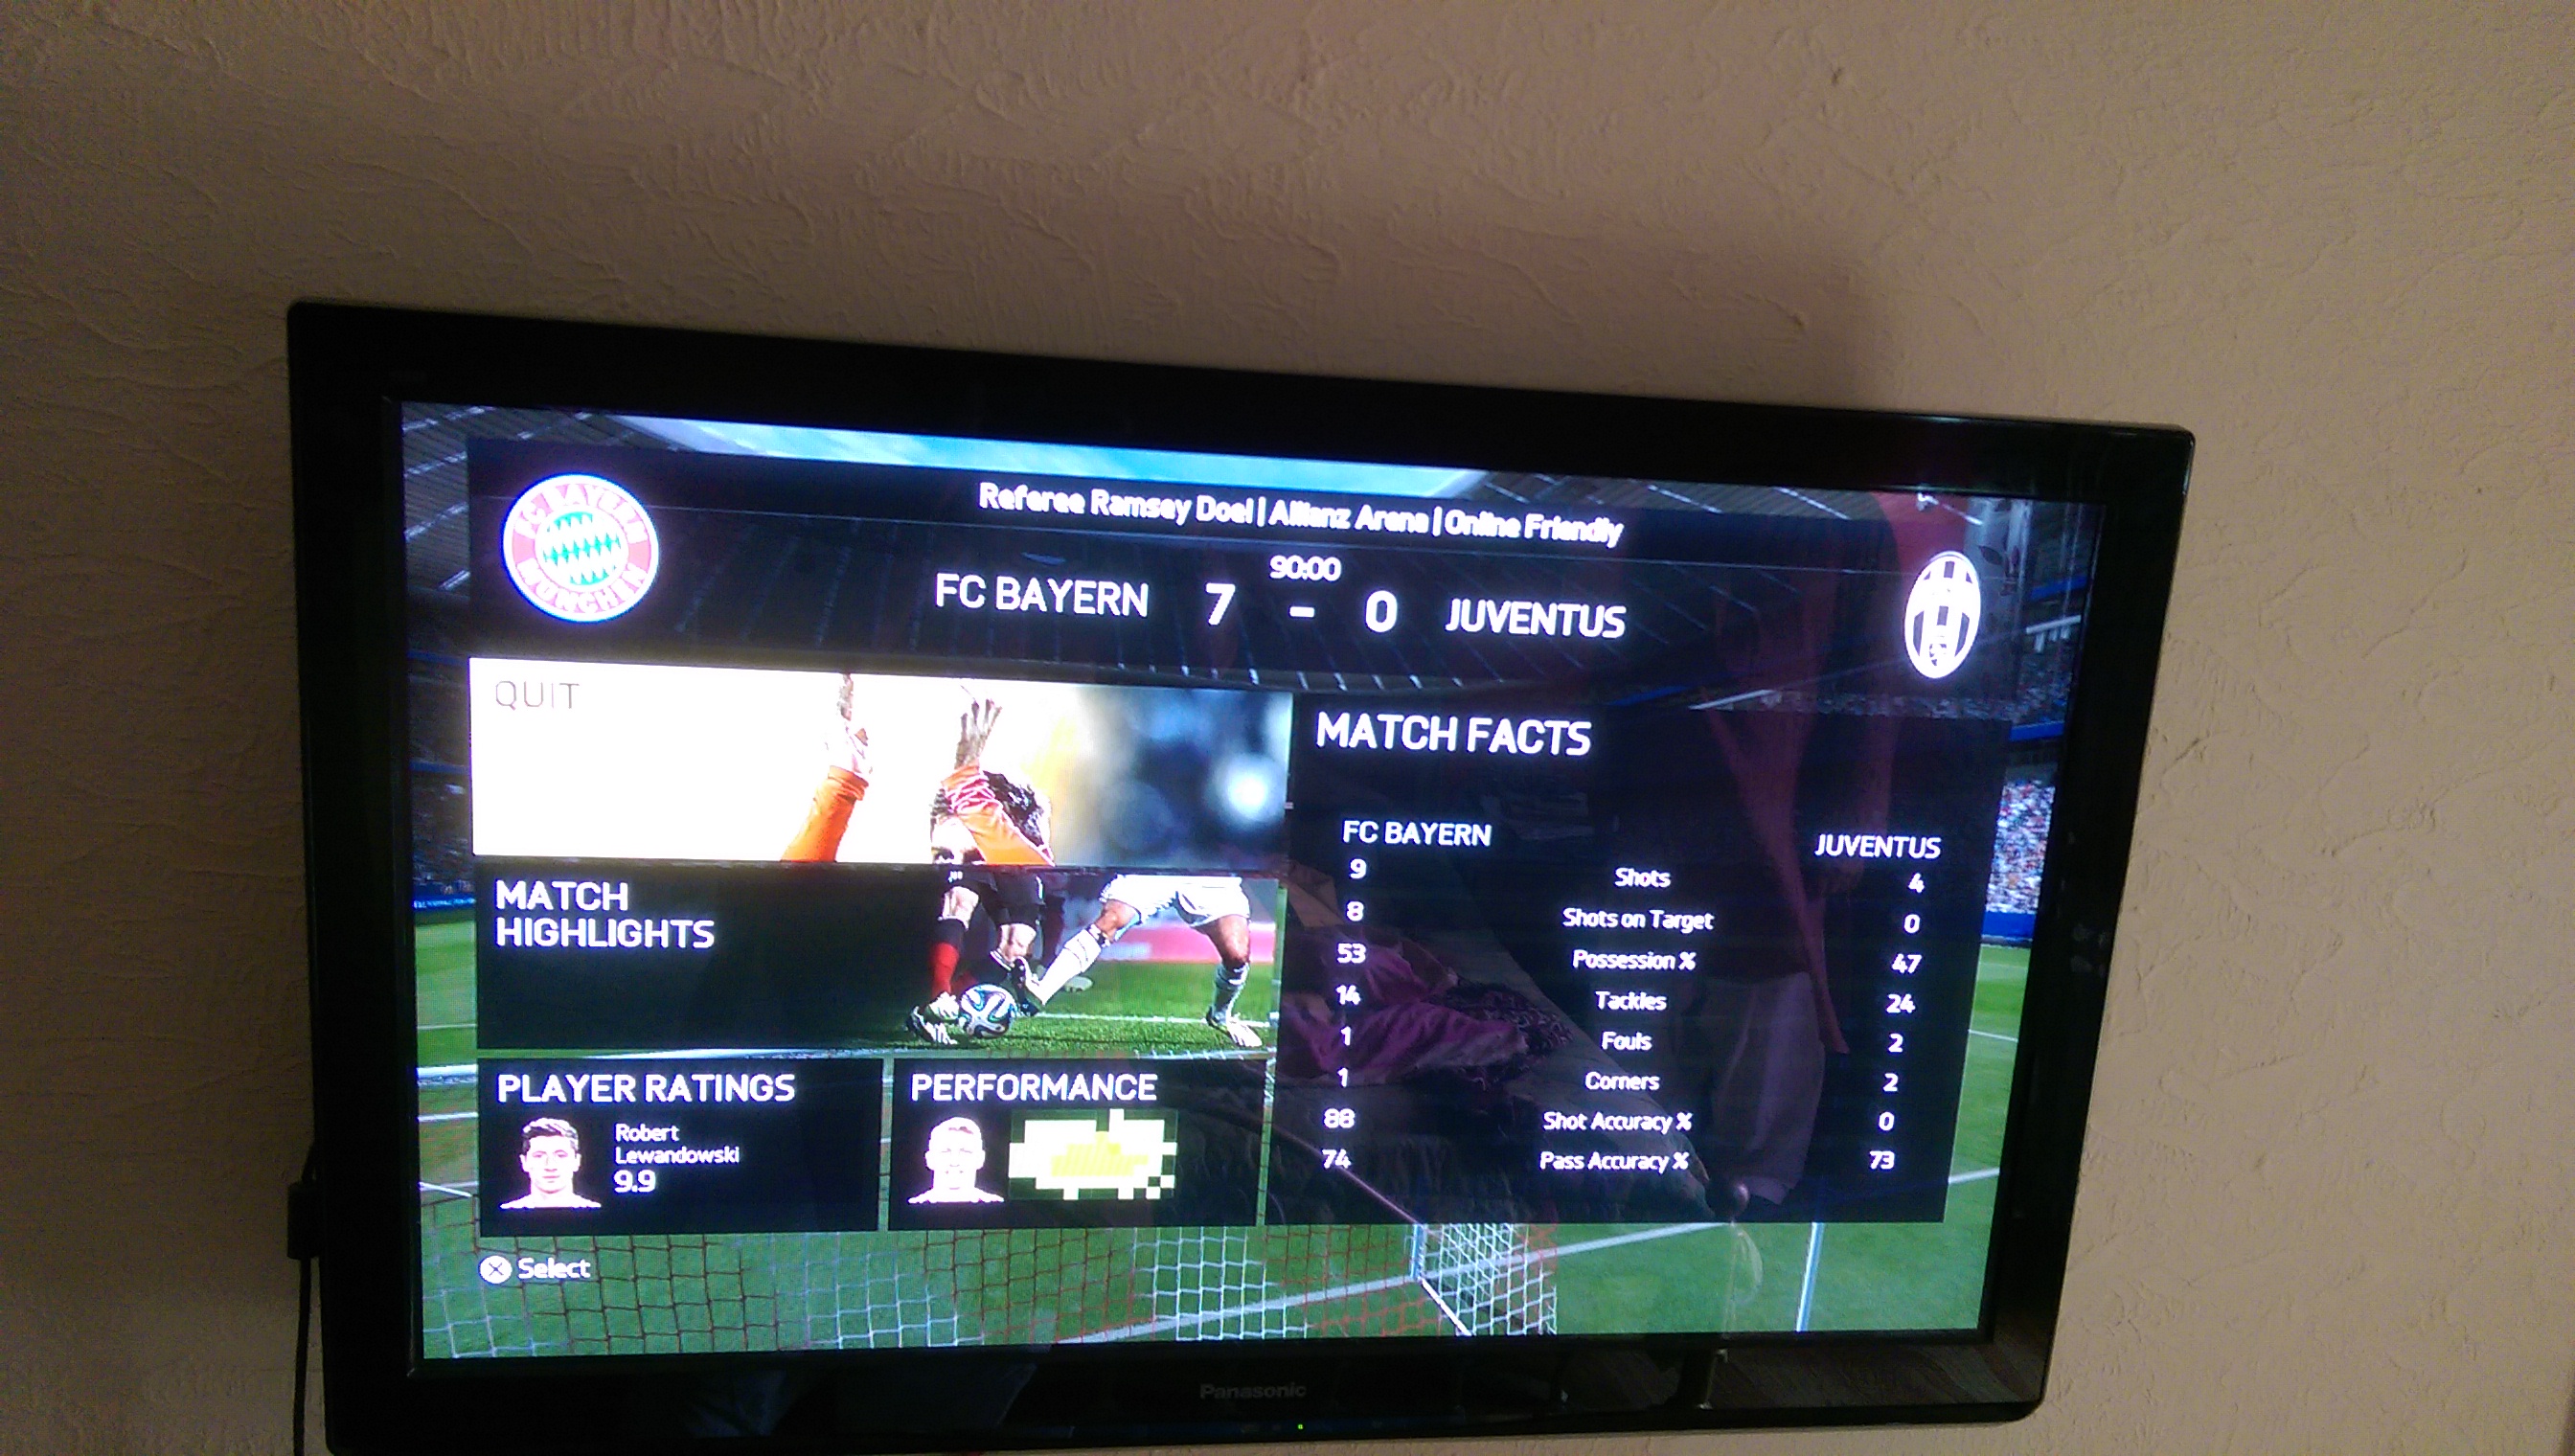 Referee Ramsey Doel | Allianz Arena | Online Friendly
90:00
FC BAYERN 7 - 0 JUVENTUS
FC BAYERN
MÜNCHEN
QUIT
MATCH
HIGHLIGHTS
PLAYER RATINGS
Robert
Lewandowski
9.9
PERFORMANCE
MATCH FACTS
FC BAYERN JUVENTUS
9 Shots 4
8 Shots on Target 0
53 Possession % 47
14 Tackles 24
1 Fouls 2
1 Corners 2
88 Shot Accuracy % 0
74 Pass Accuracy % 73
Select
Panasonic